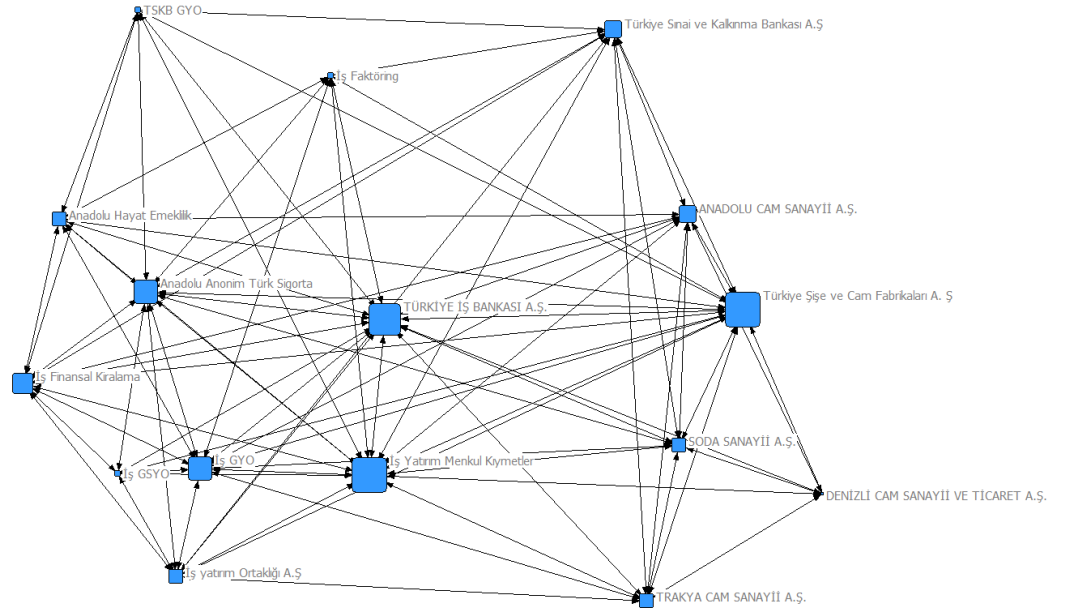 TSKB GYO
Türkiye Sınai ve Kalkınma Bankası A.Ş
İş Faktöring
Anadolu Hayat Emeklilik
ANADOLU CAM SANAYİİ A.Ş.
Anadolu Anonim Türk Sigorta
Türkiye Şişe ve Cam Fabrikaları A. Ş
TÜRKİYE İŞ BANKASI A.Ş.
İş Finansal Kiralama
SODA SANAYİİ A.Ş.
İş GYO
İş Yatırım Menkul Kıymetler
İş GSYO
DENİZLİ CAM SANAYİİ VE TİCARET A.Ş.
İş yatırım Ortaklığı A.Ş
TRAKYA CAM SANAYİİ A.Ş.